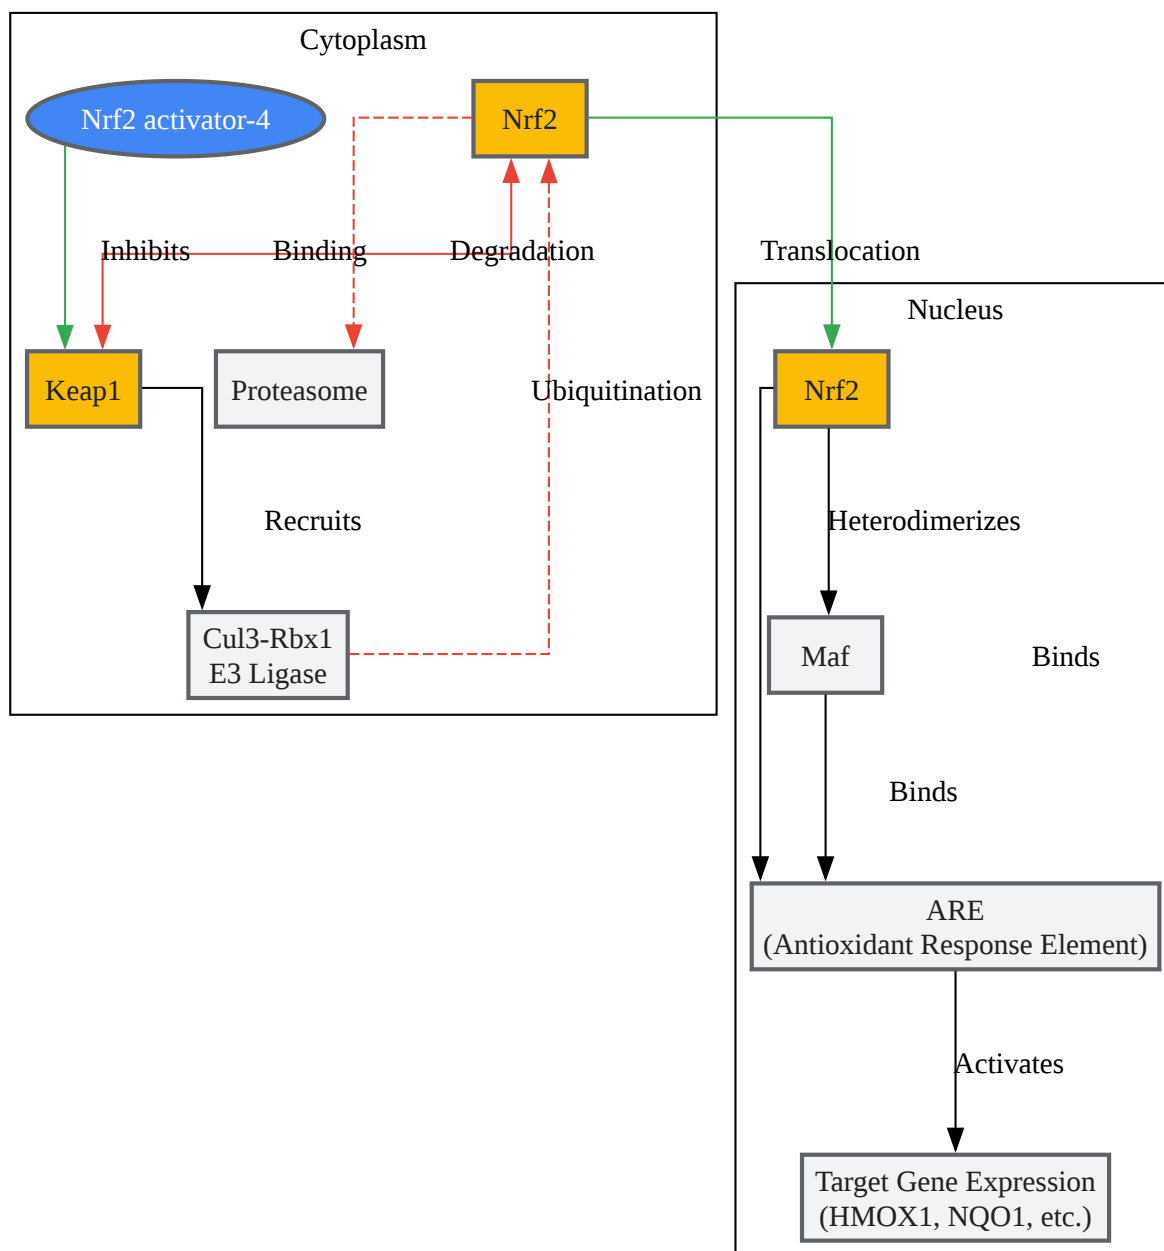 Cytoplasm
Nrf2 activator-4
Nrf2
Inhibits
Binding
Degradation
Translocation
Nucleus
Keap1
Proteasome
Ubiquitination
Nrf2
Recruits
Heterodimerizes
Cul3-Rbx1
E3 Ligase
Maf
Binds
Binds
ARE
(Antioxidant Response Element)
Activates
Target Gene Expression
(HMOX1, NQO1, etc.)